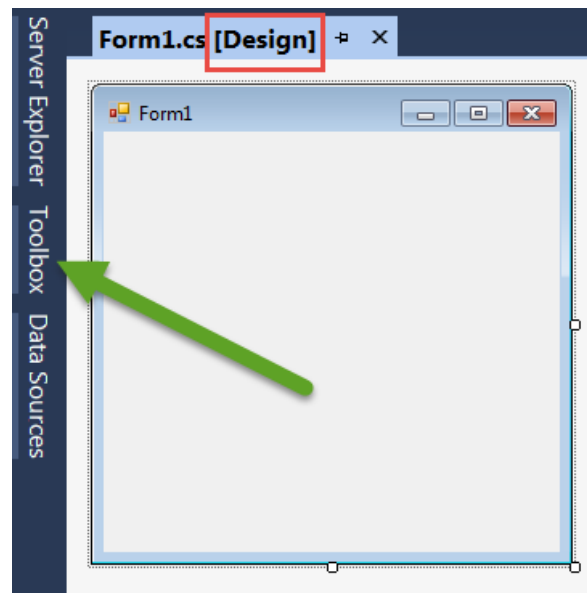 Form1.cs [Design]
Form1
Server Explorer
Toolbox
Data Sources